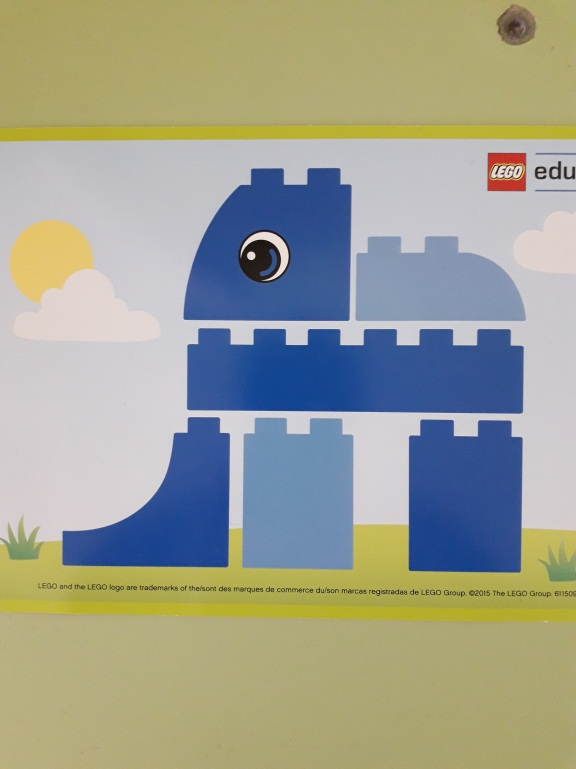 LEGO edu
LEGO and the LEGO logo are trademarks of the/sont des marques de commerce du/son marcas registradas de LEGO Group. ©2015 The LEGO Group. 611509